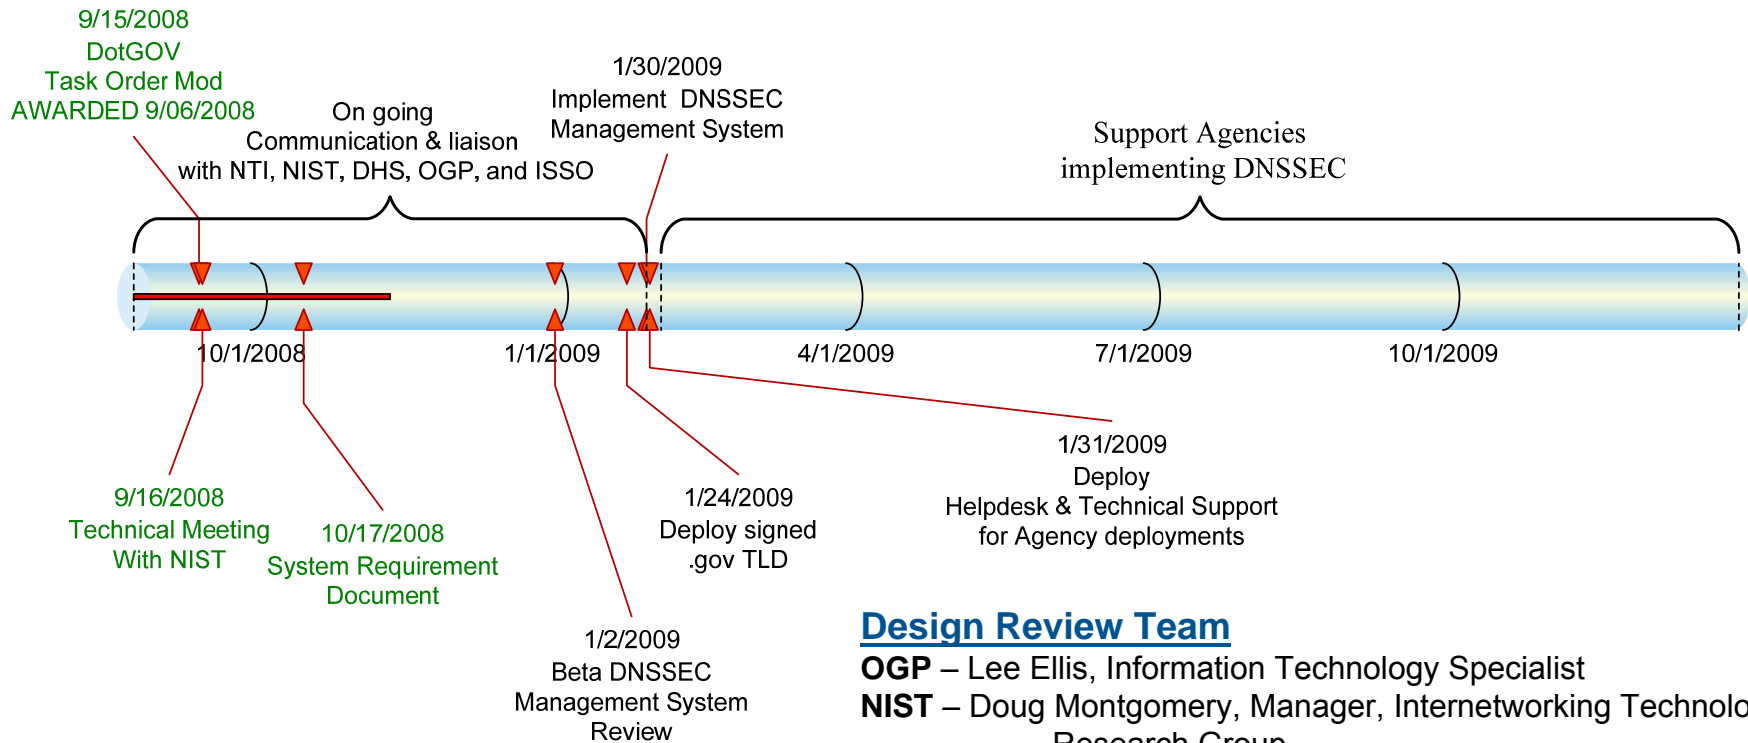 9/15/2008
DotGOV
Task Order Mod
AWARDED 9/06/2008
On going
Communication & liaison
with NTI, NIST, DHS, OGP, and ISSO
1/30/2009
Implement DNSSEC
Management System
Support Agencies
implementing DNSSEC
10/1/2008
1/1/2009
4/1/2009
7/1/2009
10/1/2009
9/16/2008
Technical Meeting
With NIST
10/17/2008
System Requirement
Document
1/2/2009
Beta DNSSEC
Management System
Review
1/24/2009
Deploy signed
.gov TLD
1/31/2009
Deploy
Helpdesk & Technical Support
for Agency deployments
Design Review Team
OGP – Lee Ellis, Information Technology Specialist
NIST – Doug Montgomery, Manager, Internetworking Technolo
Research Group